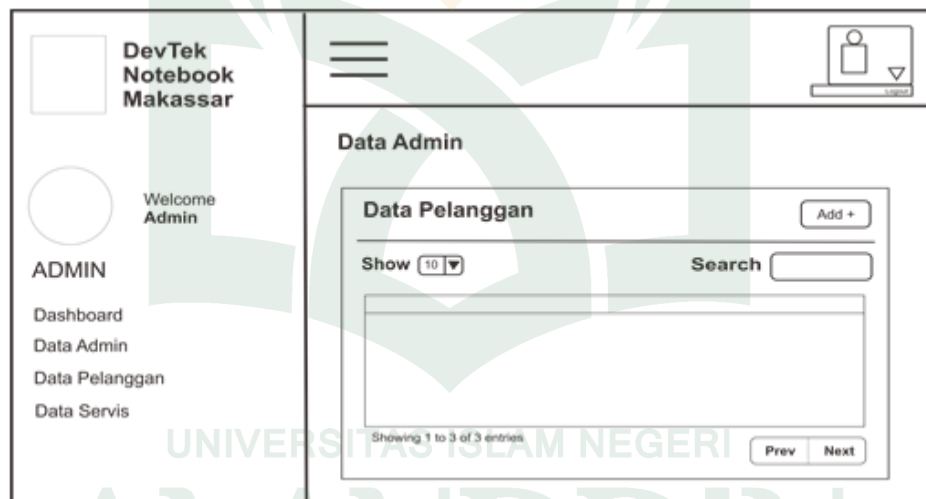 DevTek
Notebook
Makassar
Logout
Welcome
Admin
ADMIN
Dashboard
Data Admin
Data Pelanggan
Data Servis
Data Admin
Data Pelanggan
Add +
Show 10
Search
Showing 1 to 3 of 3 entries
Prev Next
UNIVERSITAS ISLAM NEGERI